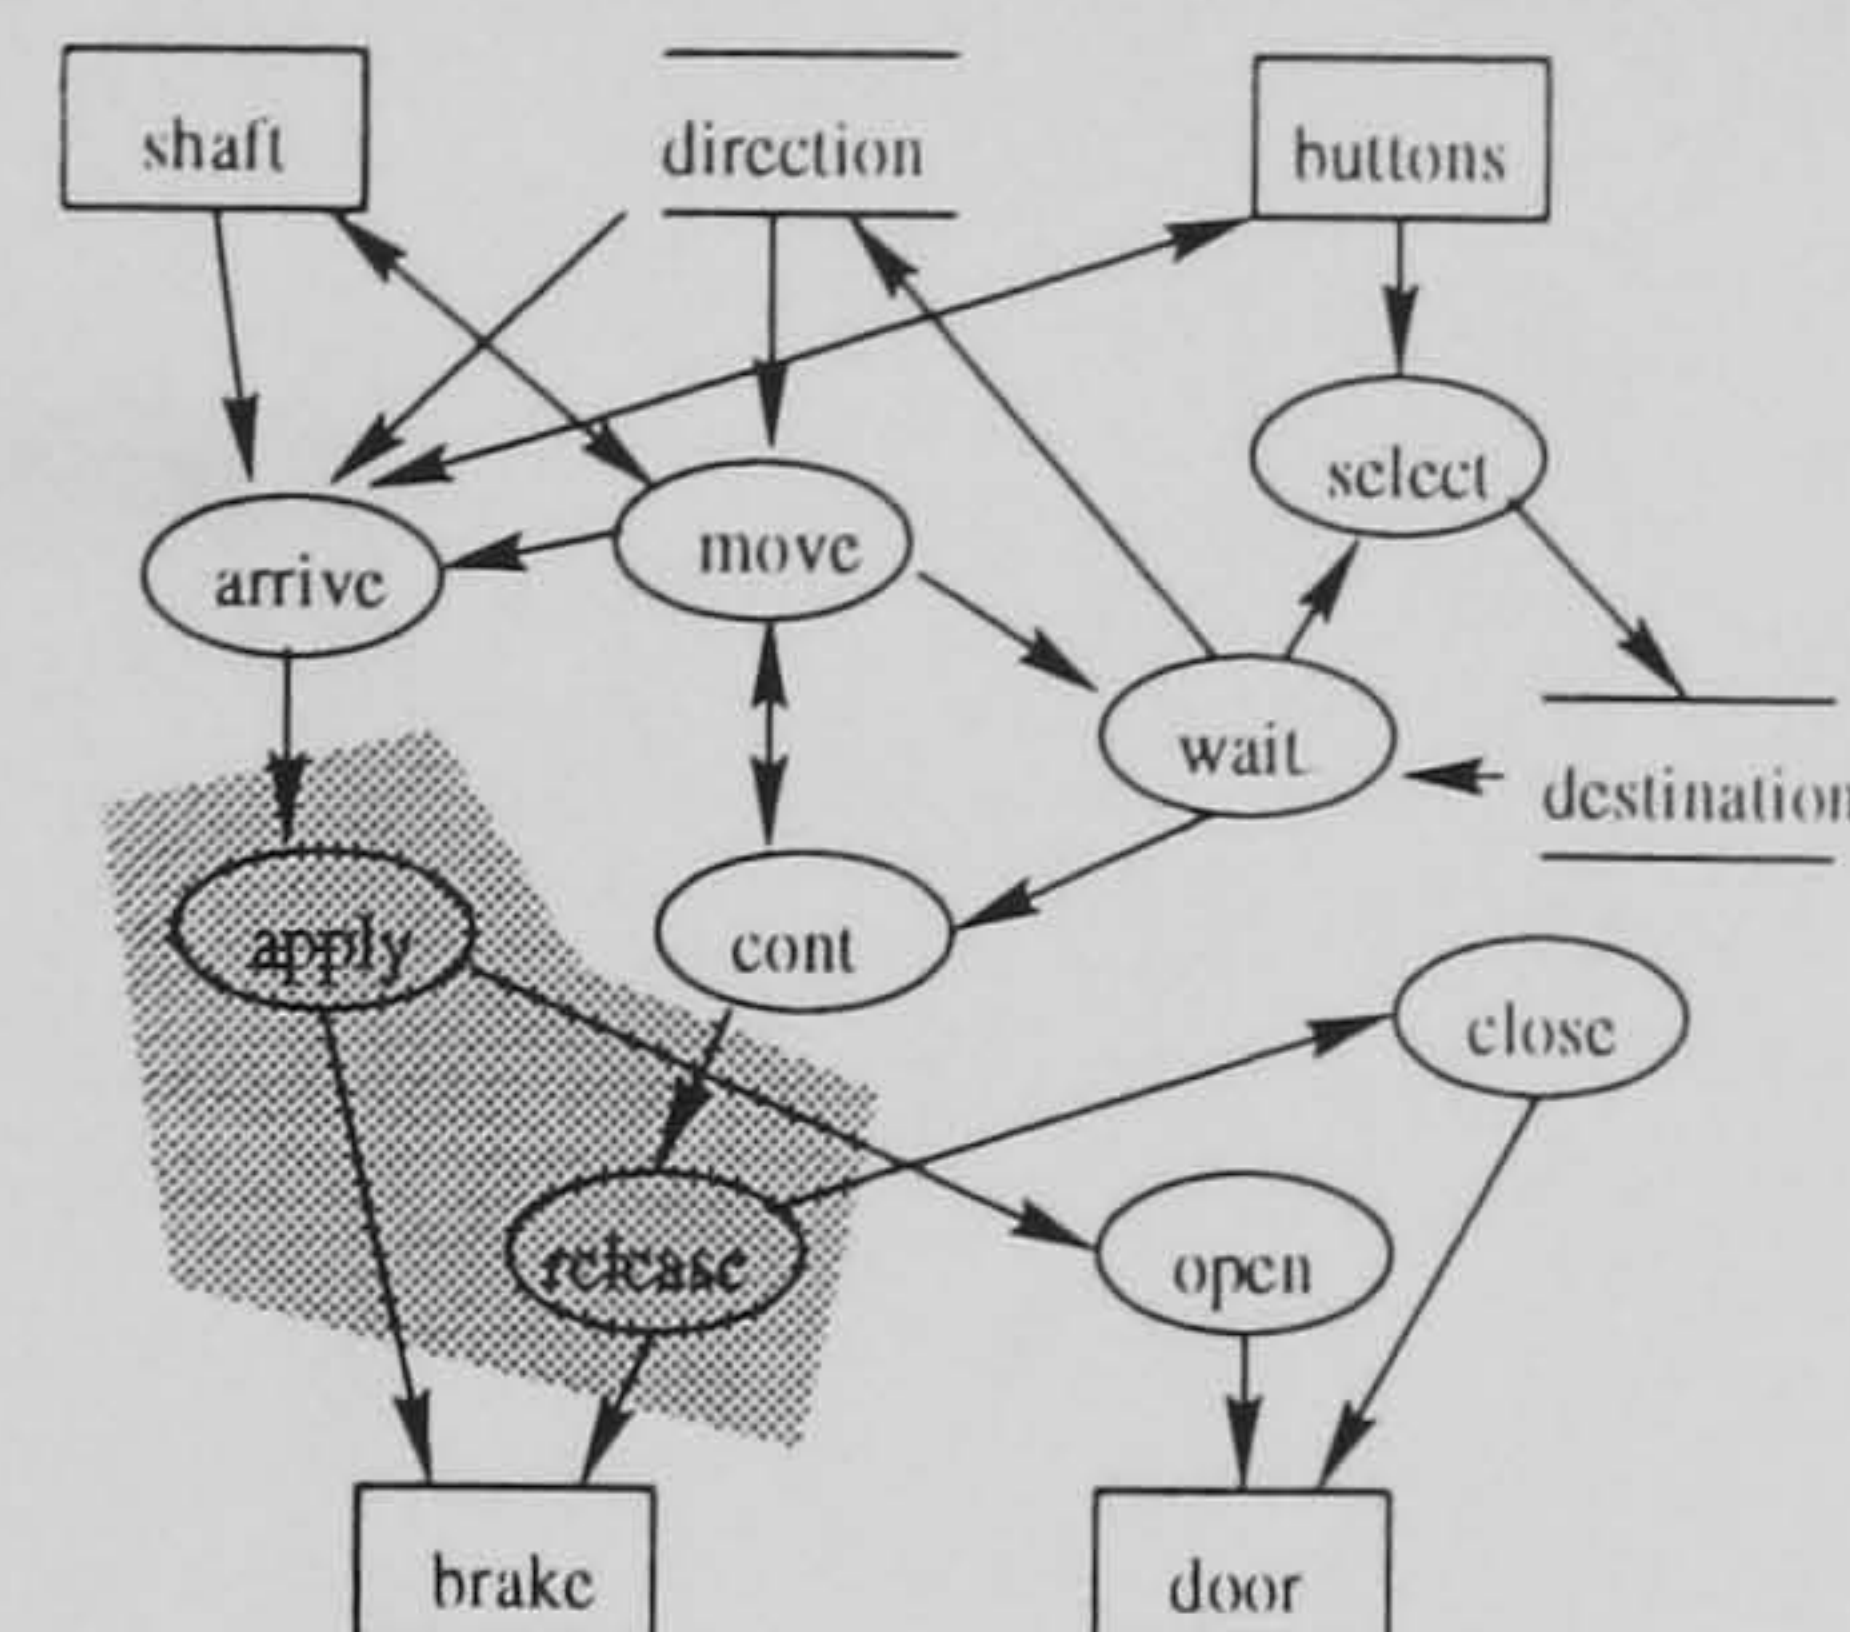 shaft
direction
buttons
select
move
arrive
wait
destination
apply
cont
close
release
open
brake
door